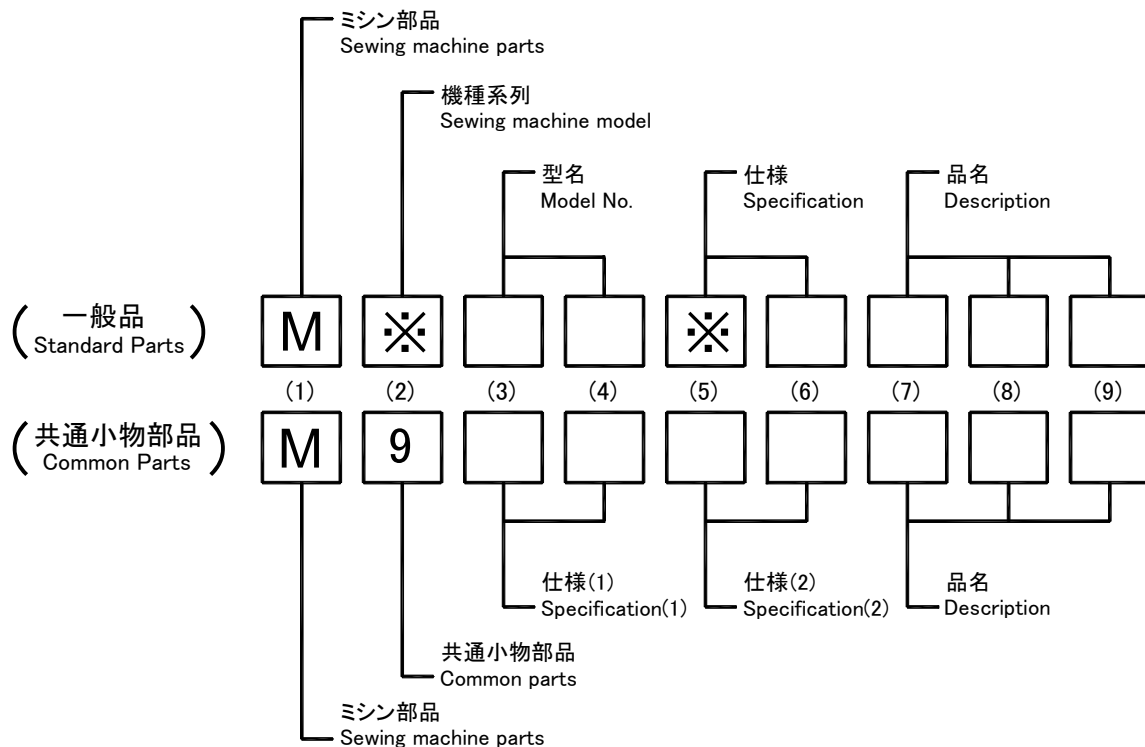 ミシン部品
Sewing machine parts
機種系列
Sewing machine model
型名
Model No.
仕様
Specification
品名
Description
(一般品
Standard Parts)
M ※ ※
(1) (2) (3) (4) (5) (6) (7) (8) (9)
(共通小物部品
Common Parts)
M 9
仕様(1)
Specification(1)
仕様(2)
Specification(2)
品名
Description
共通小物部品
Common parts
ミシン部品
Sewing machine parts